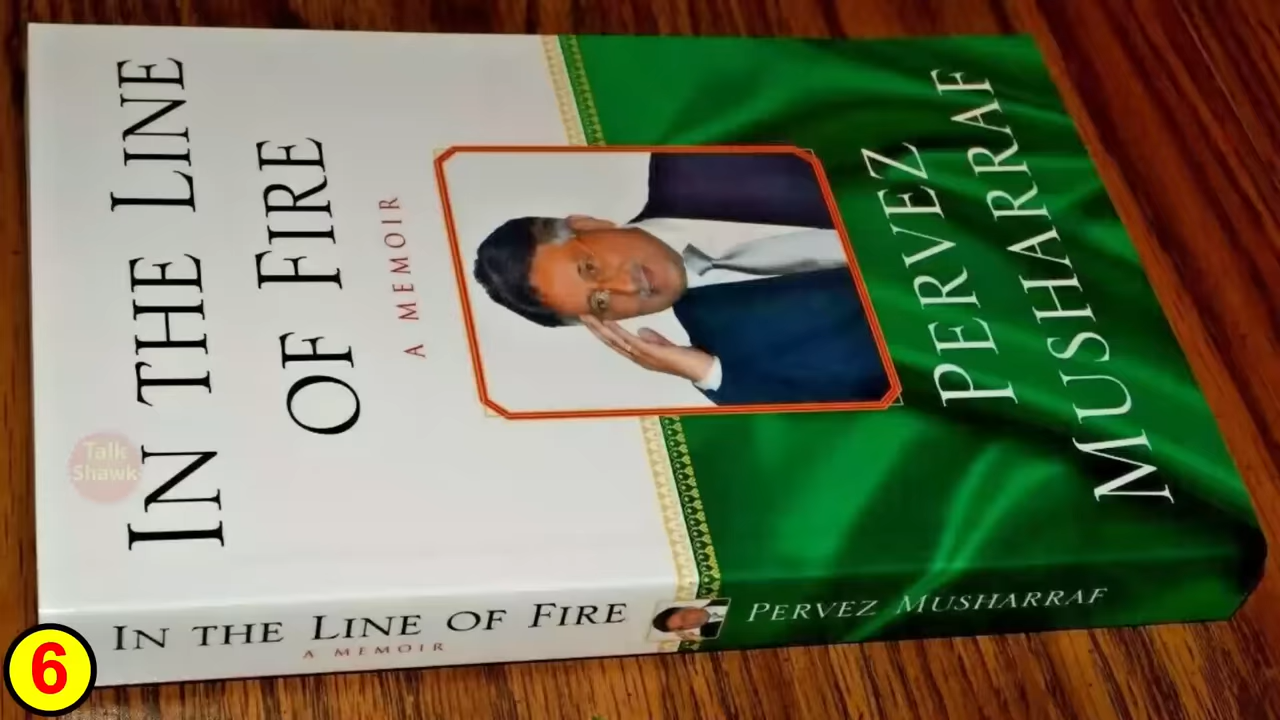 IN THE LINE
OF FIRE
A MEMOIR
PERVEZ
MUSHARRAF
IN THE LINE OF FIRE
A MEMOIR
PERVEZ MUSHARRAF
Talk
Shawk
6